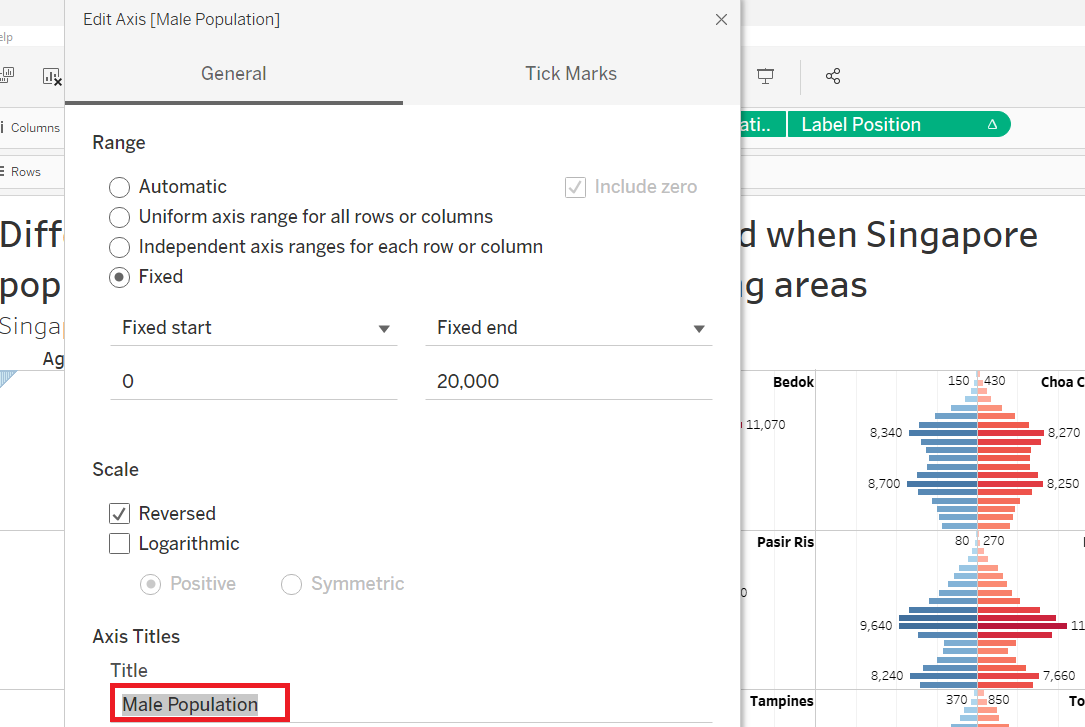 Edit Axis [Male Population]
elp
General
Tick Marks
Columns
ati..
Label Position
Rows
Range
Automatic
Include zero
Uniform axis range for all rows or columns
Independent axis ranges for each row or column
Fixed
Diff
d when Singapore
pop
g areas
Singap
Ag
Fixed start
Fixed end
0
20,000
Bedok
150
430
Choa C
11,070
8,340
8,270
8,700
8,250
Scale
Reversed
Logarithmic
Positive
Symmetric
Pasir Ris
80
270
0
9,640
11
8,240
7,660
Axis Titles
Title
Male Population
Tampines
370
850
To